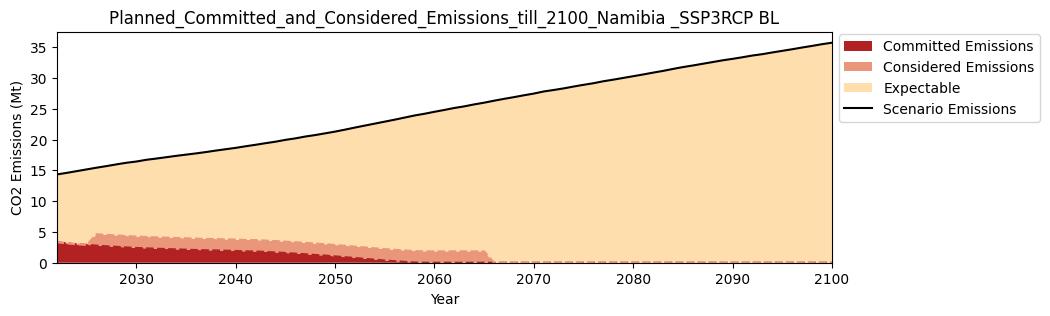 Planned_Committed_and_Considered_Emissions_till_2100_Namibia _SSP3RCP BL
35
30
25
20
15
10
5
0
CO2 Emissions (Mt)
2030 2040 2050 2060 2070 2080 2090 2100
Year
Committed Emissions
Considered Emissions
Expectable
Scenario Emissions